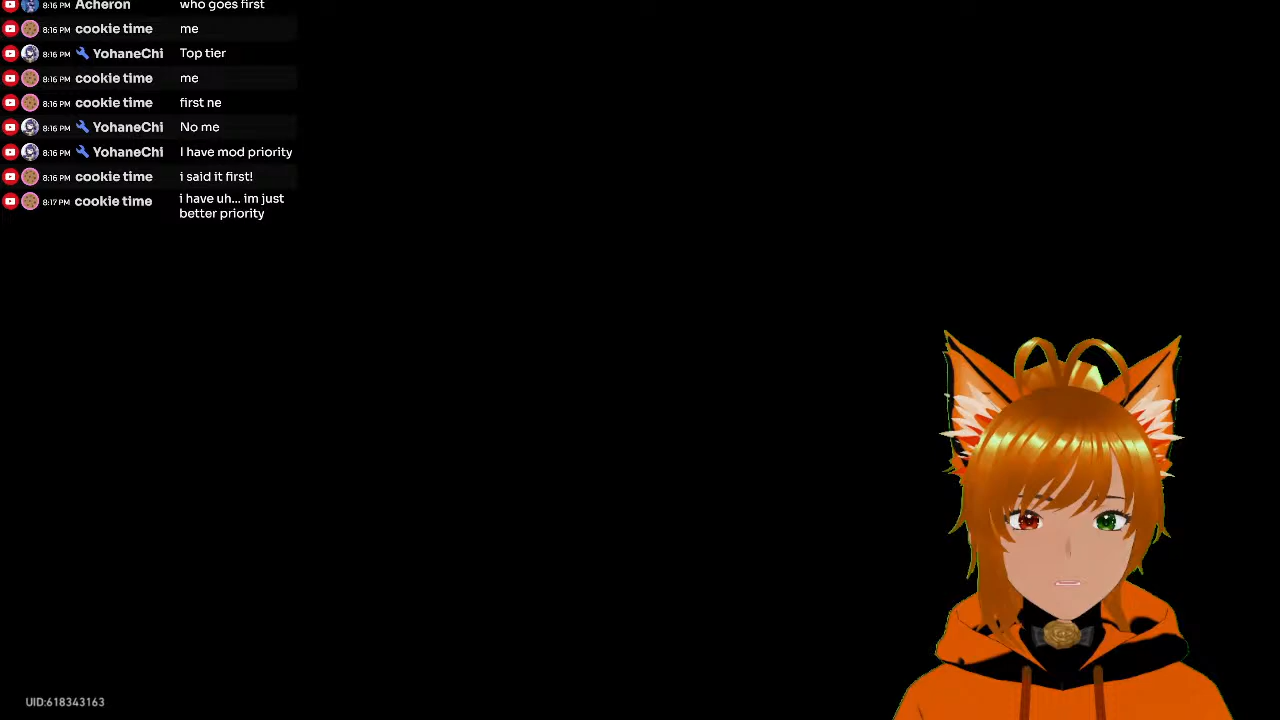 8:16 PM Acheron who goes first
8:16 PM cookie time me
8:16 PM YohaneChi Top tier
8:16 PM cookie time me
8:16 PM cookie time first ne
8:16 PM YohaneChi No me
8:16 PM YohaneChi I have mod priority
8:16 PM cookie time i said it first!
8:17 PM cookie time i have uh... im just
better priority
UID:618343163